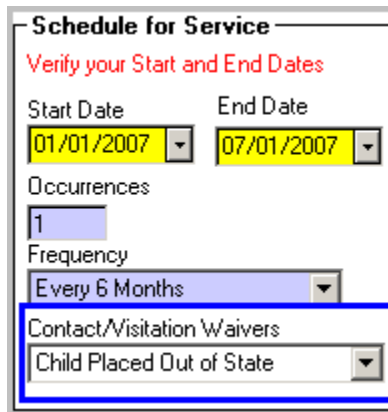 Schedule for Service
Verify your Start and End Dates
Start Date End Date
01/01/2007 07/01/2007
Occurrences
1
Frequency
Every 6 Months
Contact/Visitation Waivers
Child Placed Out of State